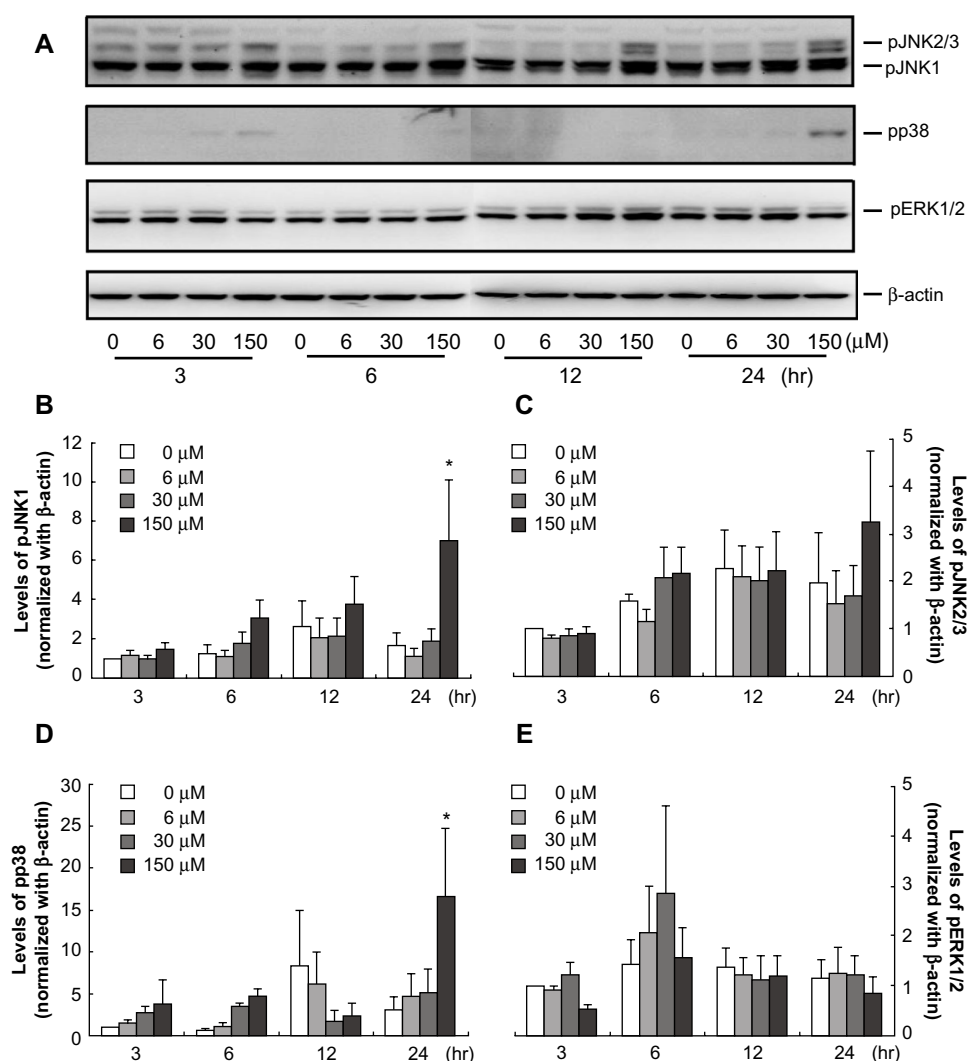 A
pJNK2/3
pJNK1
pp38
pERK1/2
β-actin
0 6 30 150 0 6 30 150 0 6 30 150 0 6 30 150 (μM)
3 6 12 24 (hr)
B
Levels of pJNK1
(normalized with β-actin)
12
10
8
6
4
2
0
0 μM
6 μM
30 μM
150 μM
*
3 6 12 24 (hr)
C
0 μM
6 μM
30 μM
150 μM
5
4
3
2
1
0
Levels of pJNK2/3
(normalized with β-actin)
3 6 12 24 (hr)
D
Levels of pp38
(normalized with β-actin)
30
25
20
15
10
5
0
0 μM
6 μM
30 μM
150 μM
*
3 6 12 24 (hr)
E
0 μM
6 μM
30 μM
150 μM
5
4
3
2
1
0
Levels of pERK1/2
(normalized with β-actin)
3 6 12 24 (hr)